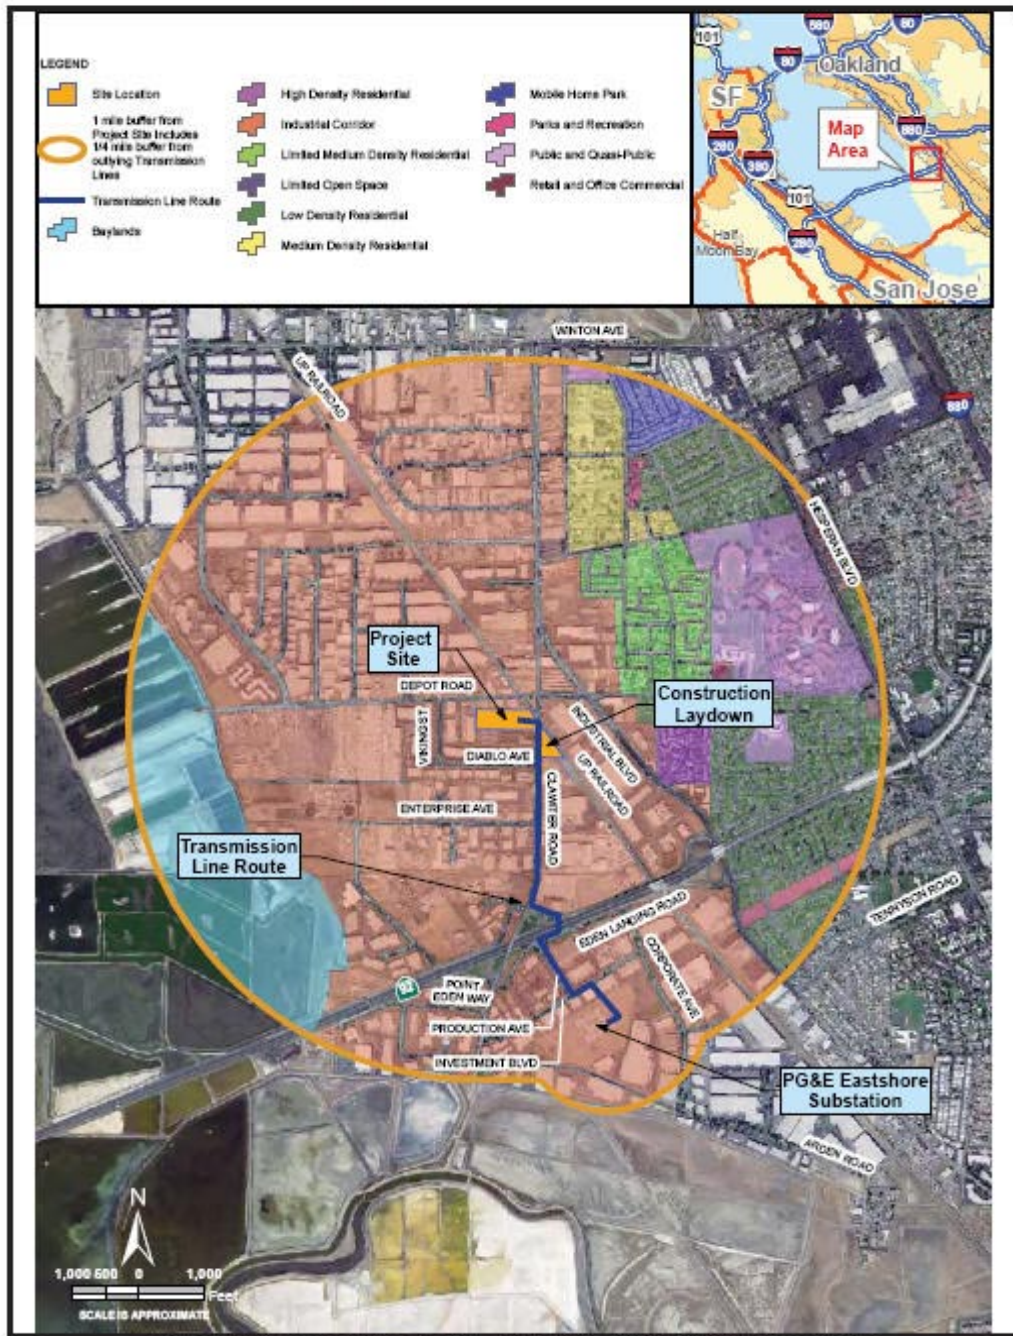 LEGEND
Site Location
1 mile buffer from
Project Site Includes
1/4 mile buffer from
outlying Transmission
Lines
Transmission Line Route
Baylands
High Density Residential
Industrial Corridor
Limited Medium Density Residential
Limited Open Space
Low Density Residential
Medium Density Residential
Mobile Home Park
Parks and Recreation
Public and Quasi-Public
Retail and Office Commercial
101
580
80
80
Oakland
SF
880
Map
Area
280
380
101
Half
Moon Bay
280
San Jose
WINTON AVE
UP RAILROAD
880
HESPERIAN BLVD
Project
Site
DEPOT ROAD
Construction
Laydown
VIKING ST
INDUSTRIAL BLVD
DIABLO AVE
UP RAILROAD
CLAWITER ROAD
ENTERPRISE AVE
Transmission
Line Route
TENNYSON ROAD
EDEN LANDING ROAD
CORPORATE AVE
92
POINT
EDEN WAY
PRODUCTION AVE
INVESTMENT BLVD
PG&E Eastshore
Substation
ARDEN ROAD
N
1,000 500 0 1,000
Feet
SCALE IS APPROXIMATE